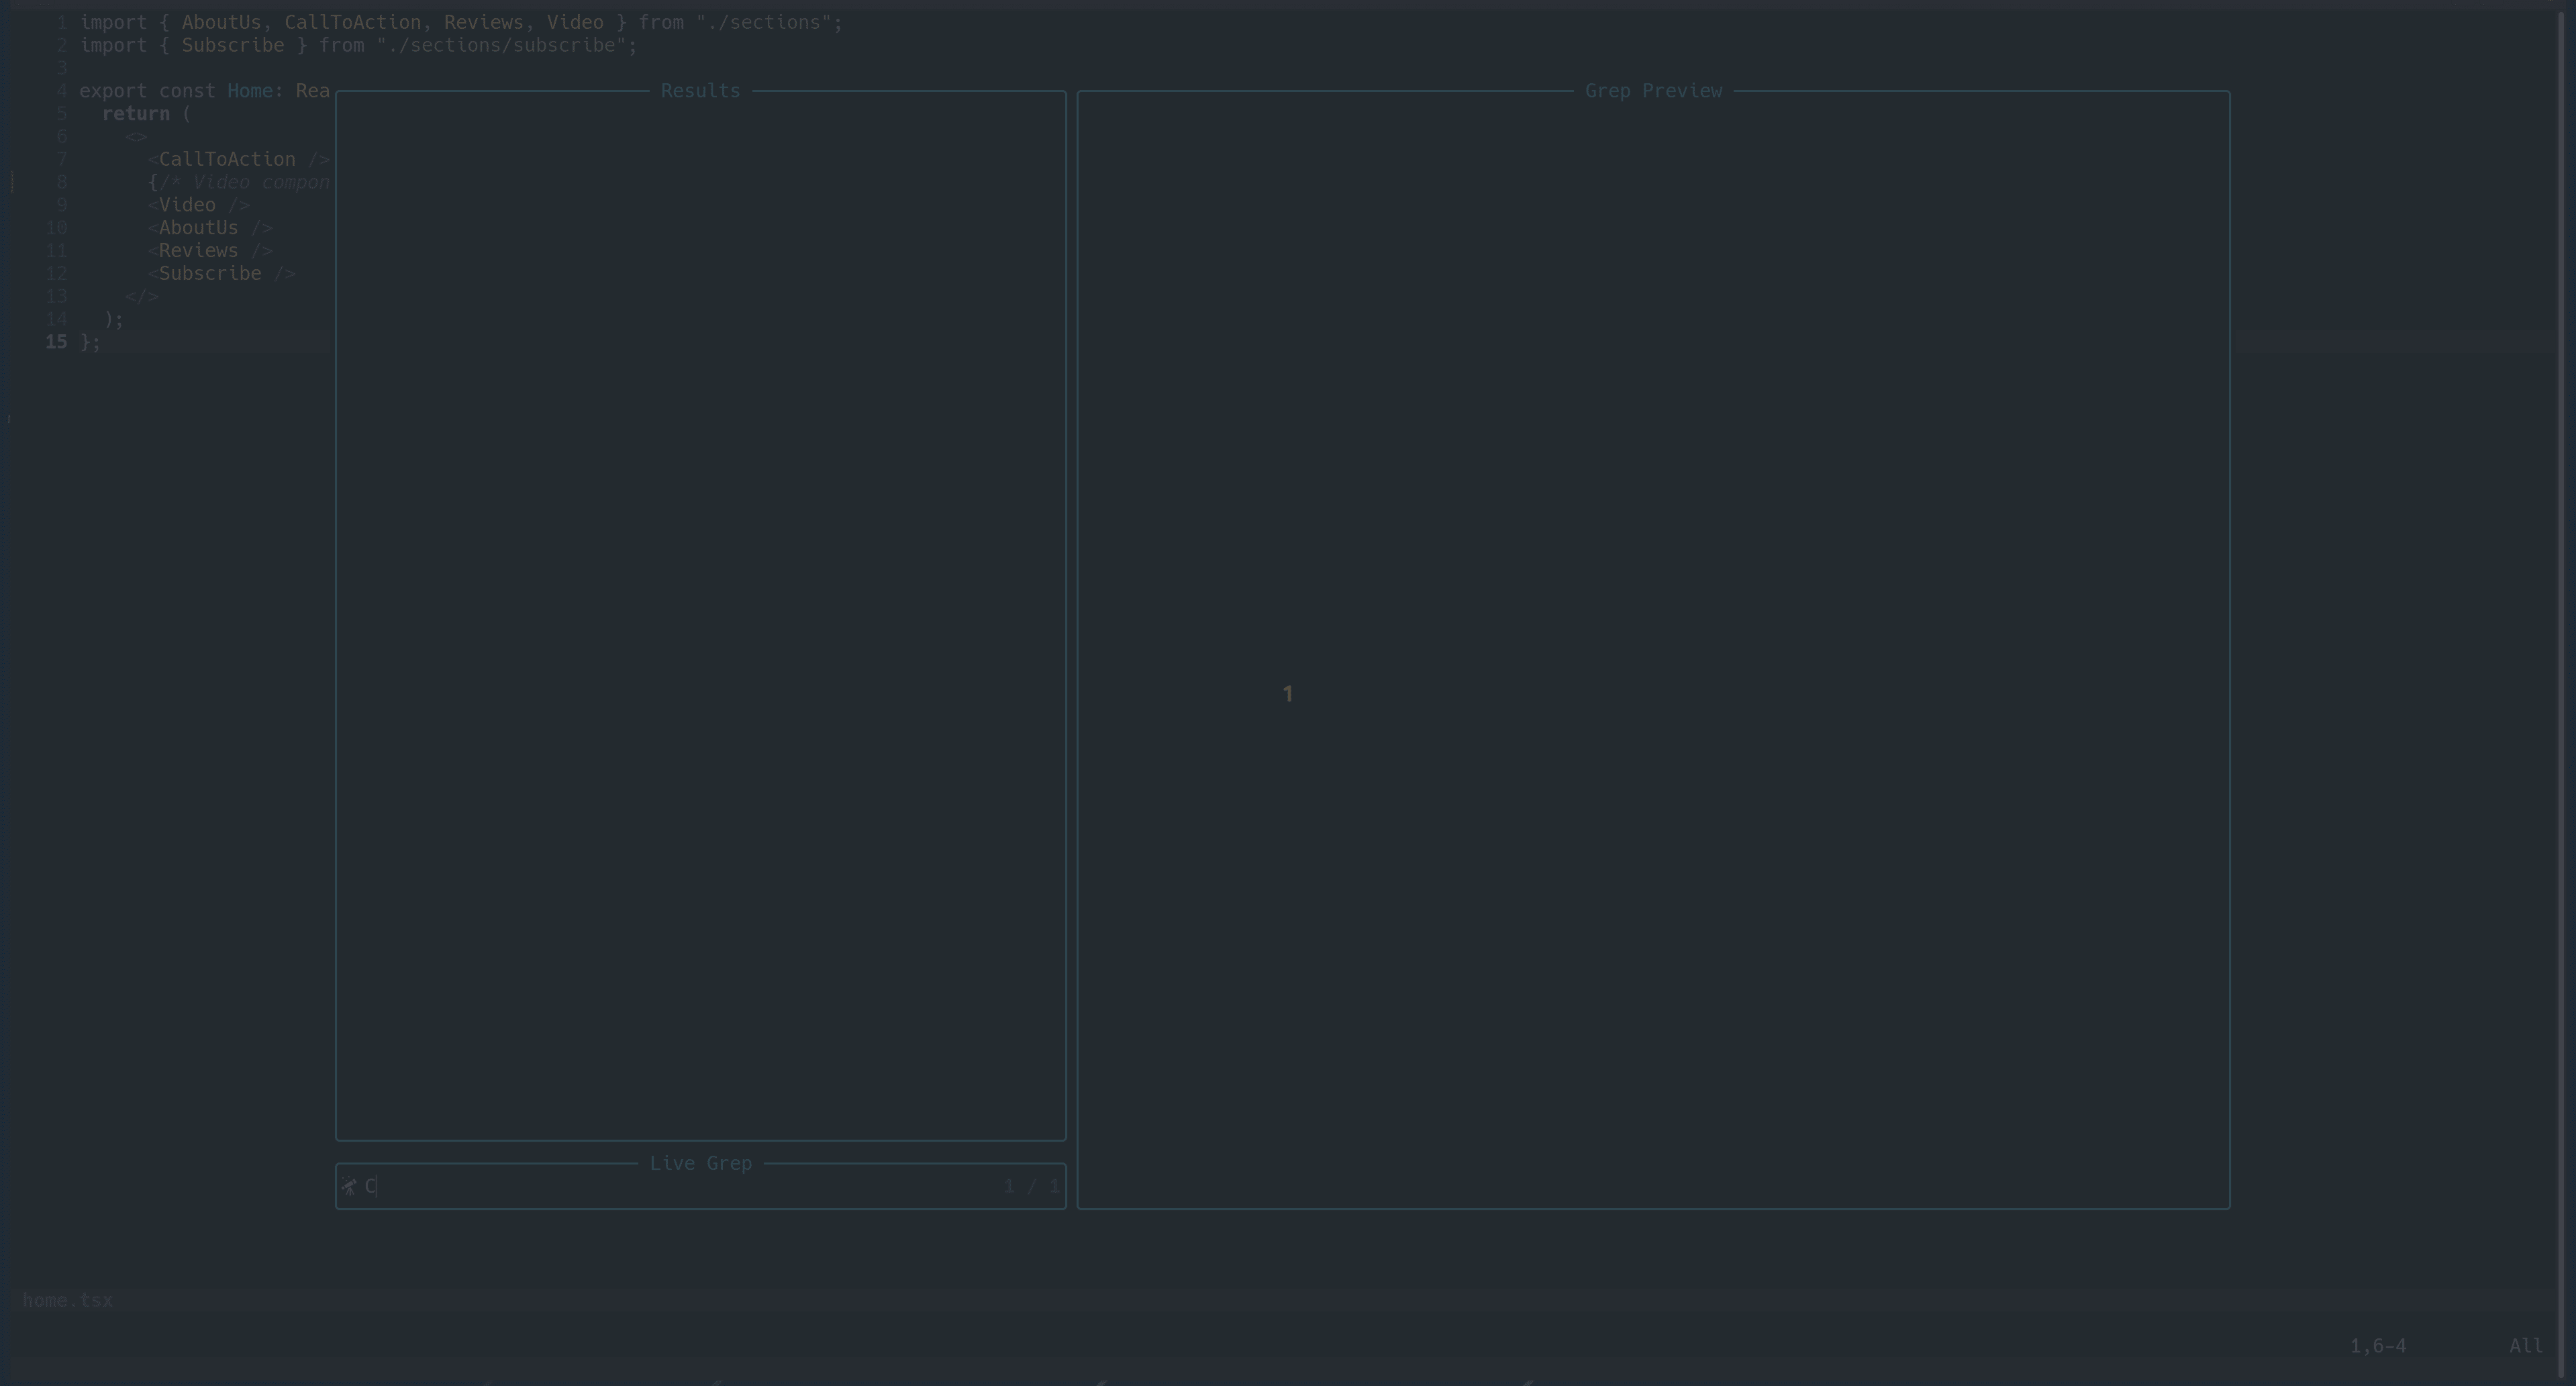 1 import { AboutUs, CallToAction, Reviews, Video } from "./sections";
2 import { Subscribe } from "./sections/subscribe";
3
4 export const Home: Rea
5   return (
6     <>
7       <CallToAction />
8       {/* Video compon
9       <Video />
10       <AboutUs />
11       <Reviews />
12       <Subscribe />
13     </>
14   );
15 };
Results
Grep Preview
1
Live Grep
C
1 / 1
home.tsx
1,6-4 All